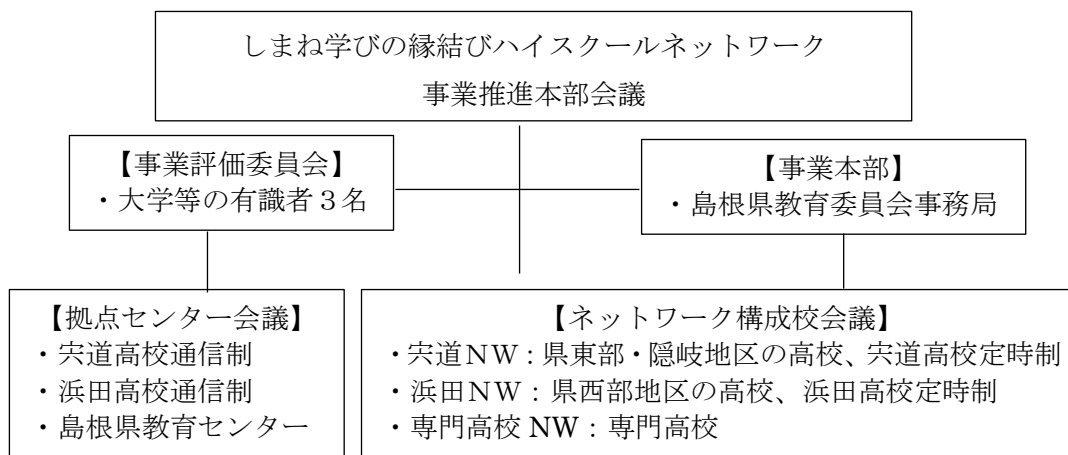 しまね学びの縁結びハイスクールネットワーク
事業推進本部会議
【事業評価委員会】
・大学等の有識者３名
【事業本部】
・島根県教育委員会事務局
【拠点センター会議】
・宍道高校通信制
・浜田高校通信制
・島根県教育センター
【ネットワーク構成校会議】
・宍道ＮＷ：県東部・隠岐地区の高校、宍道高校定時制
・浜田ＮＷ：県西部地区の高校、浜田高校定時制
・専門高校 NW：専門高校